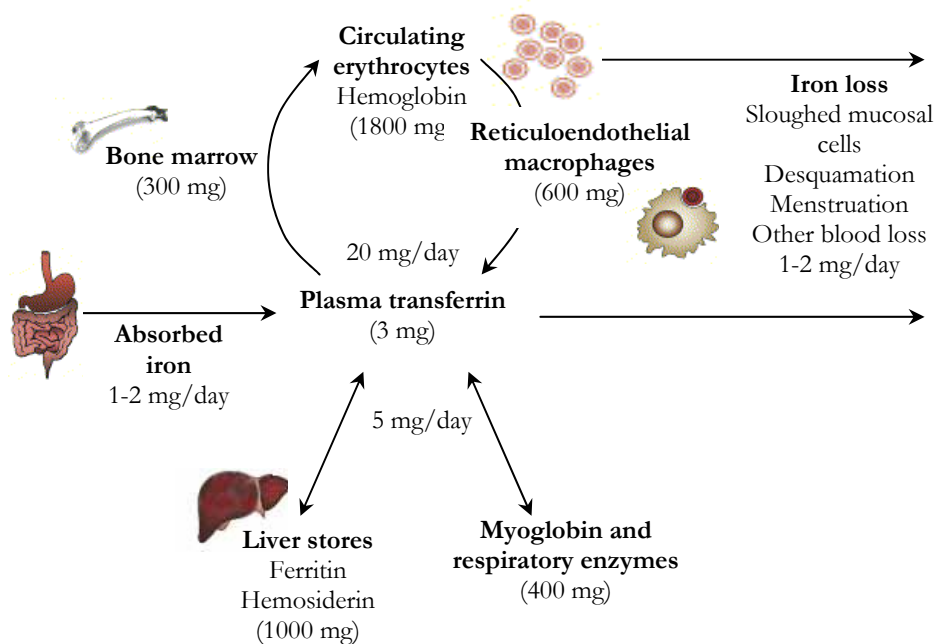 Circulating
erythrocytes
Hemoglobin
(1800 mg
Bone marrow
(300 mg)
Reticuloendothelial
macrophages
(600 mg)
Iron loss
Sloughed mucosal
cells
Desquamation
Menstruation
Other blood loss
1-2 mg/day
20 mg/day
Plasma transferrin
(3 mg)
Absorbed
iron
1-2 mg/day
5 mg/day
Liver stores
Ferritin
Hemosiderin
(1000 mg)
Myoglobin and
respiratory enzymes
(400 mg)